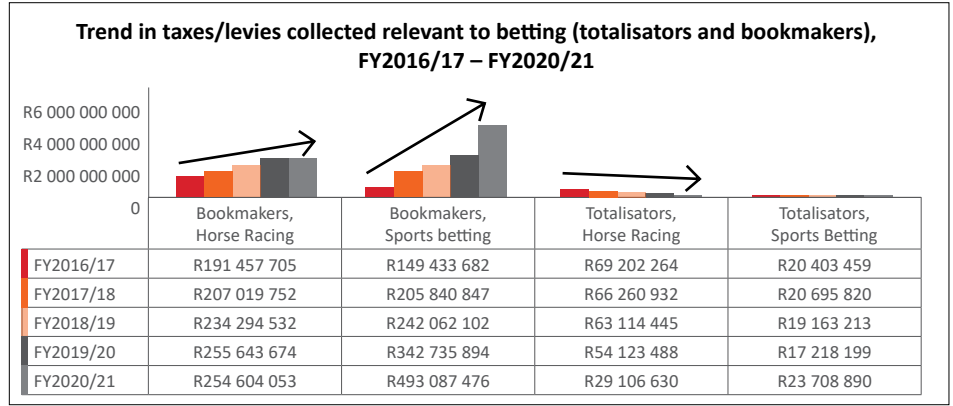 Trend in taxes/levies collected relevant to betting (totalisators and bookmakers),
FY2016/17 – FY2020/21
R6 000 000 000
R4 000 000 000
R2 000 000 000
0
Bookmakers, Horse Racing
Bookmakers, Sports betting
Totalisators, Horse Racing
Totalisators, Sports Betting
FY2016/17 R191 457 705 R149 433 682 R69 202 264 R20 403 459
FY2017/18 R207 019 752 R205 840 847 R66 260 932 R20 695 820
FY2018/19 R234 294 532 R242 062 102 R63 114 445 R19 163 213
FY2019/20 R255 643 674 R342 735 894 R54 123 488 R17 218 199
FY2020/21 R254 604 053 R493 087 476 R29 106 630 R23 708 890